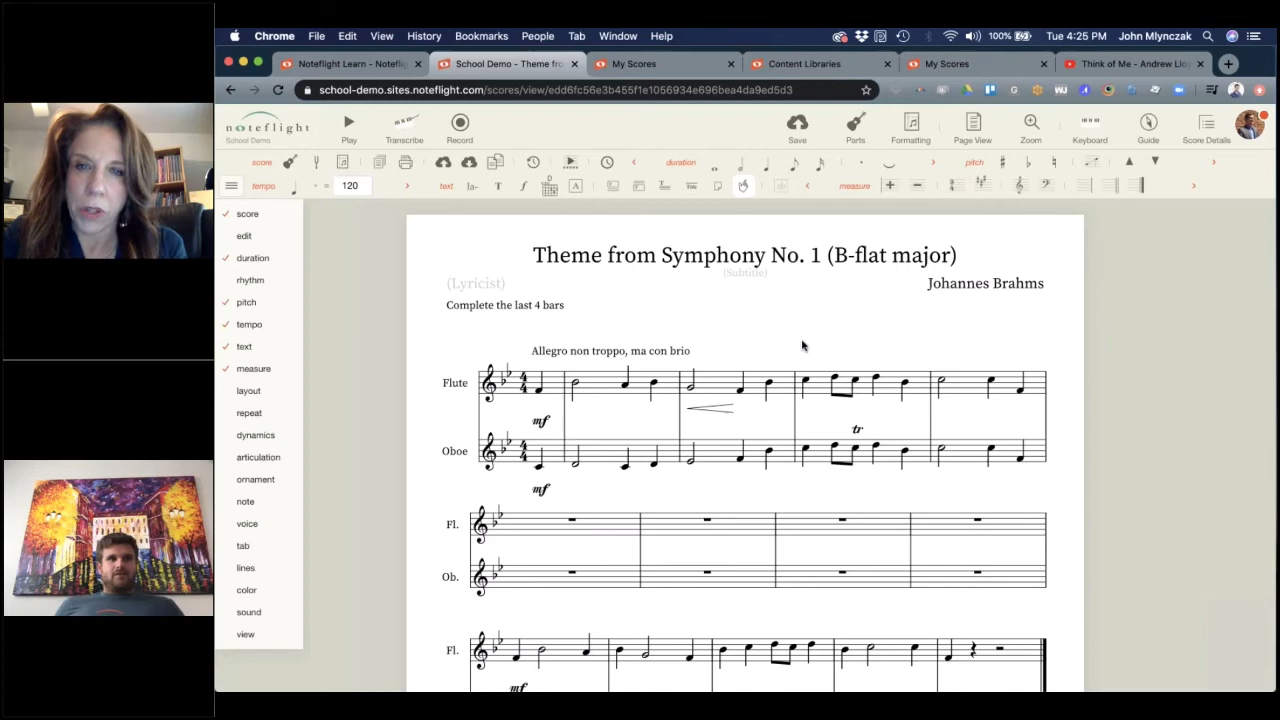 Chrome File Edit View History Bookmarks People Tab Window Help 100% Tue 4:25 PM John Mlynczak
Noteflight Learn - Noteflig School Demo - Theme fro My Scores Content Libraries My Scores Think of Me - Andrew Llo
school-demo.sites.noteflight.com/scores/view/edd6fc56e3b455f1e1056934e696bea4da9ed5d3
noteflight
School Demo
Play Transcribe Record Save Parts Formatting Page View Zoom Keyboard Guide Score Details
score duration pitch
tempo = 120 text la- T f A Title measure
score
edit
duration
rhythm
pitch
tempo
text
measure
layout
repeat
dynamics
articulation
ornament
note
voice
tab
lines
color
sound
view
Theme from Symphony No. 1 (B-flat major)
(Subtitle)
(Lyricist) Johannes Brahms
Complete the last 4 bars
Allegro non troppo, ma con brio
Flute
mf
tr
Oboe
mf
Fl.
Ob.
Fl.
mf